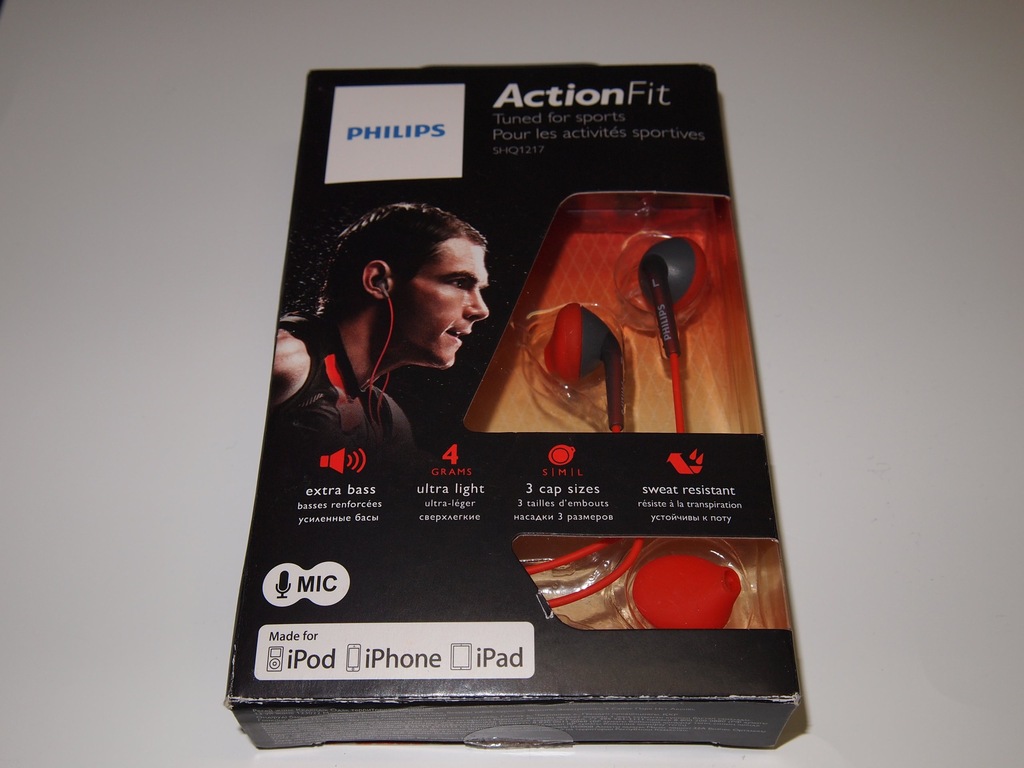 PHILIPS
ActionFit
Tuned for sports
Pour les activités sportives
SHQ1217
L
PHILIPS
4
GRAMS
S|M|L
extra bass
basses renforcées
усиленные басы
ultra light
ultra-léger
сверхлегкие
3 cap sizes
3 tailles d'embouts
насадки 3 размеров
sweat resistant
résiste à la transpiration
устойчивы к поту
MIC
Made for
iPod iPhone iPad